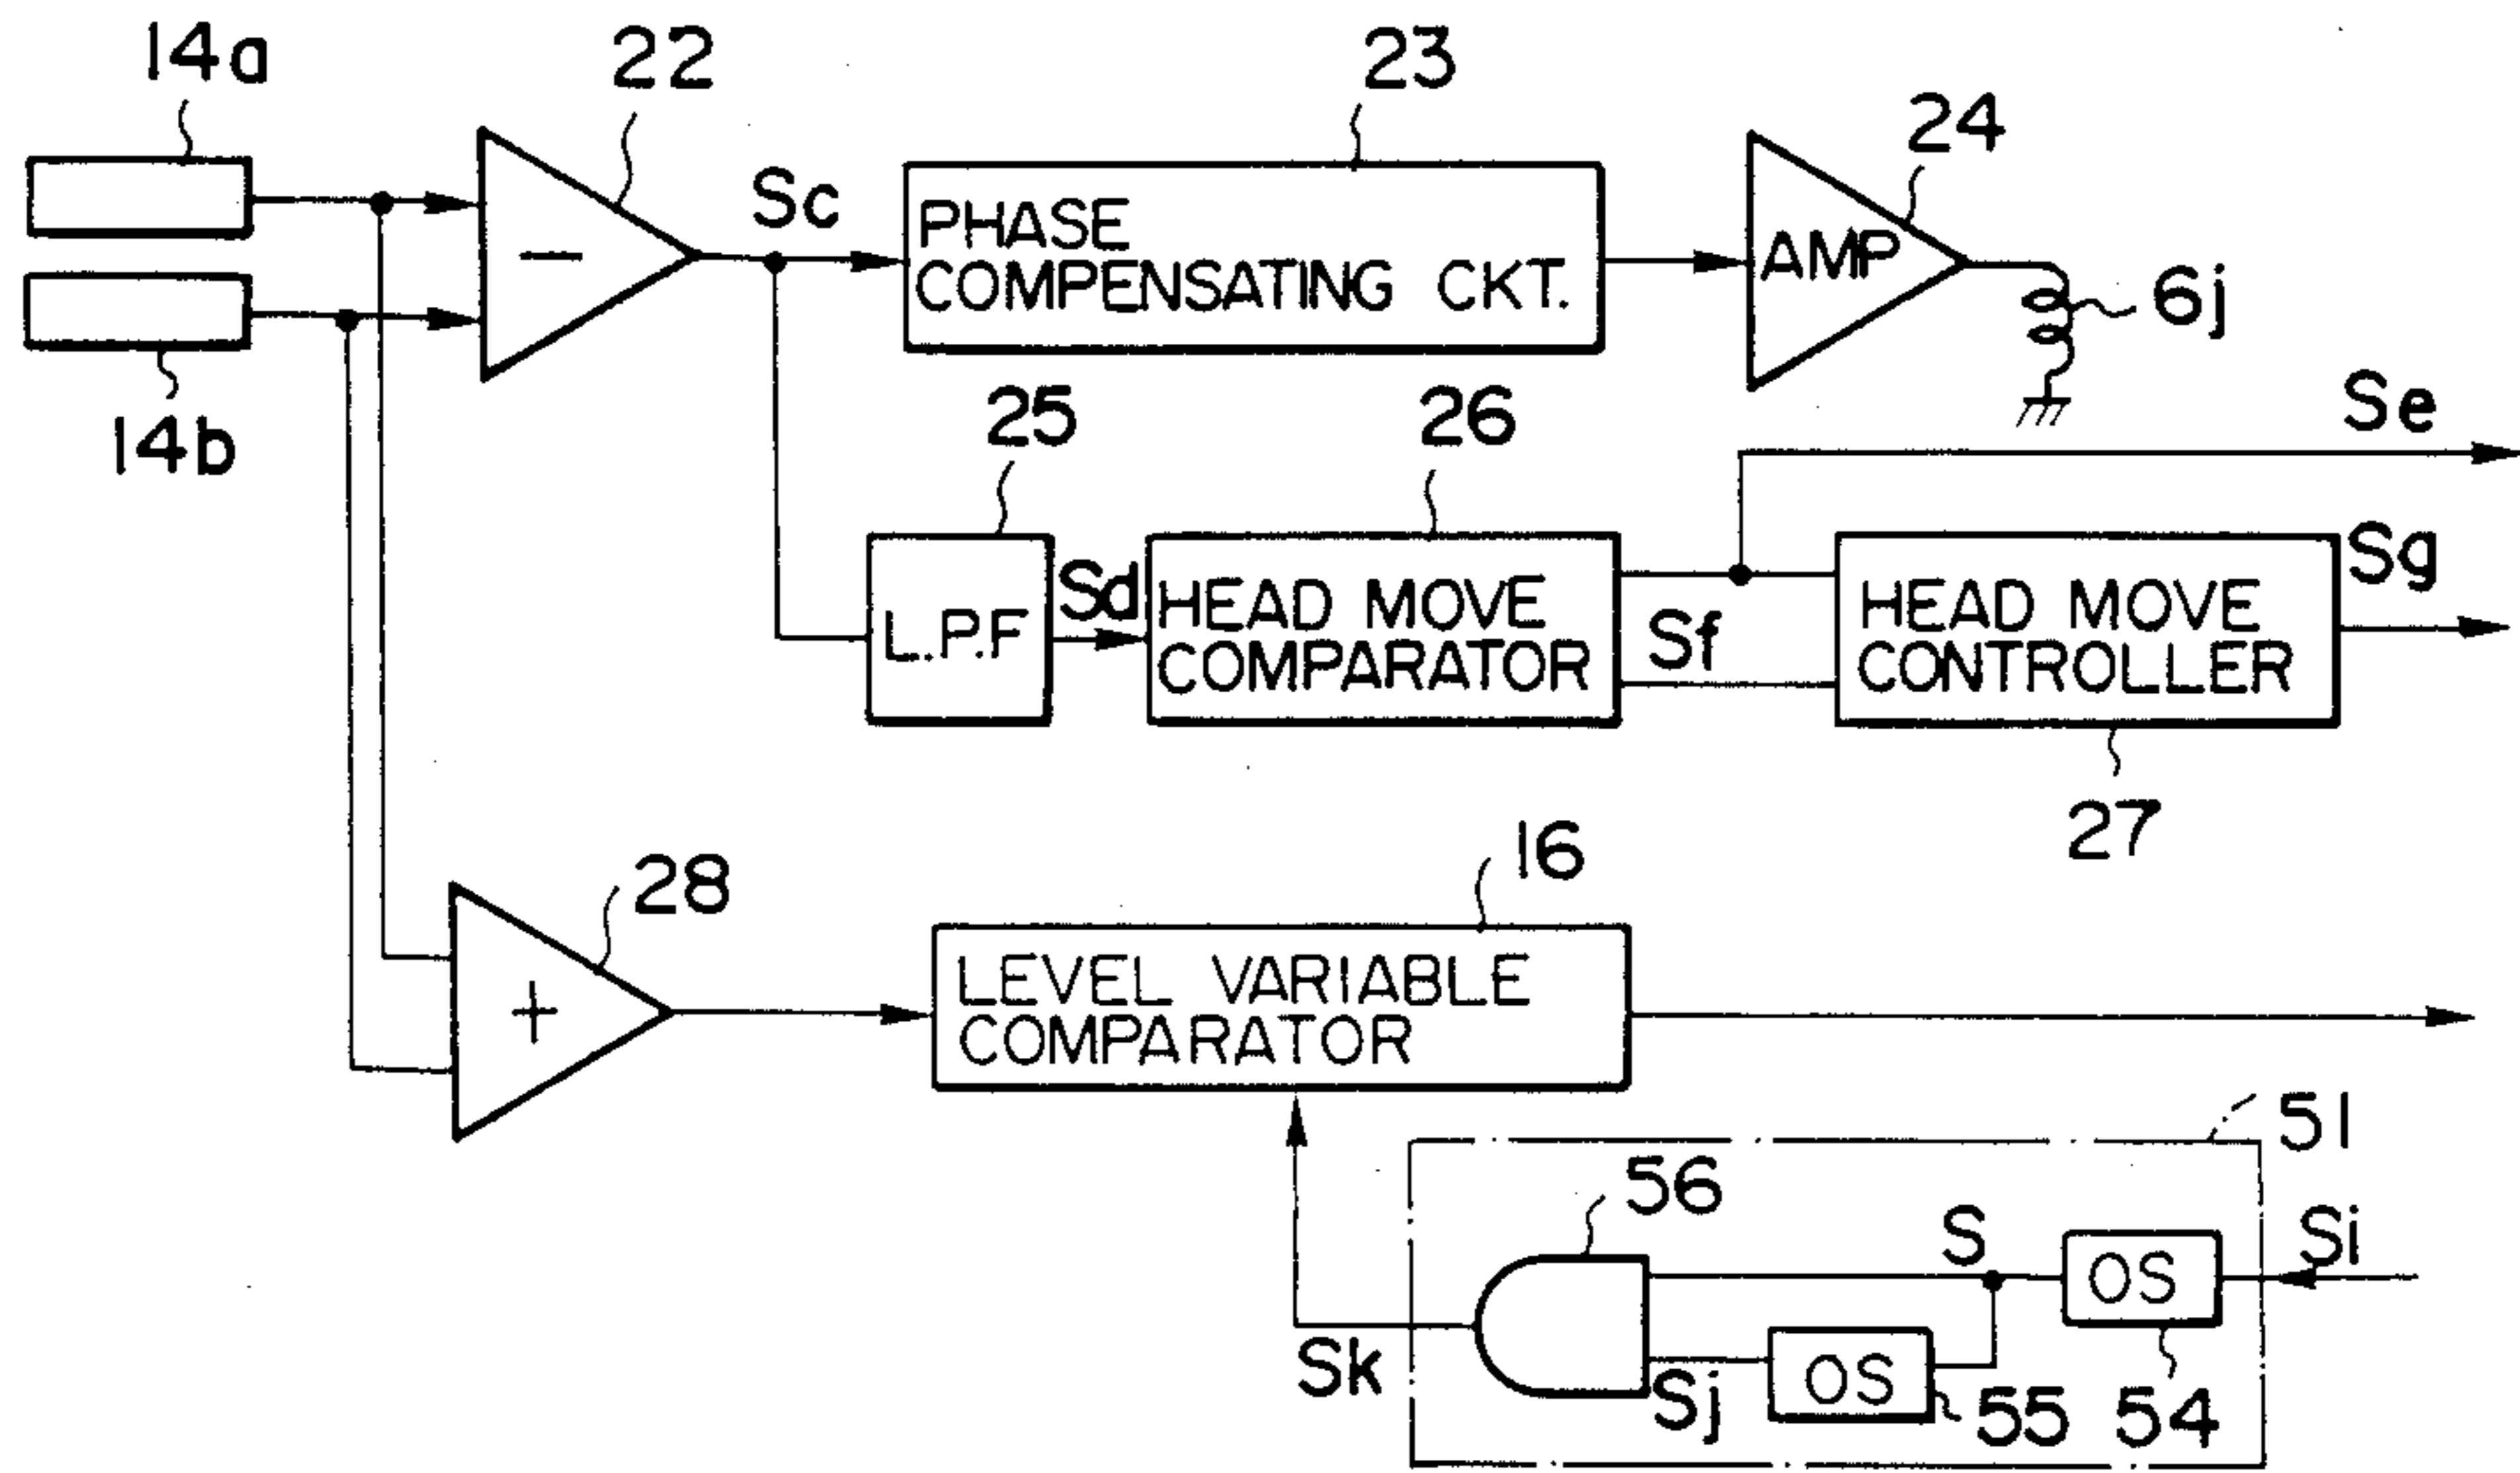 14a
22
23
24
Sc
PHASE
COMPENSATING CKT.
AMP
6j
14b
25
26
Se
L.P.F
Sd
HEAD MOVE
COMPARATOR
Sf
HEAD MOVE
CONTROLLER
Sg
27
28
16
LEVEL VARIABLE
COMPARATOR
51
56
S
OS
Si
Sk
Sj
OS
55
54
−
+